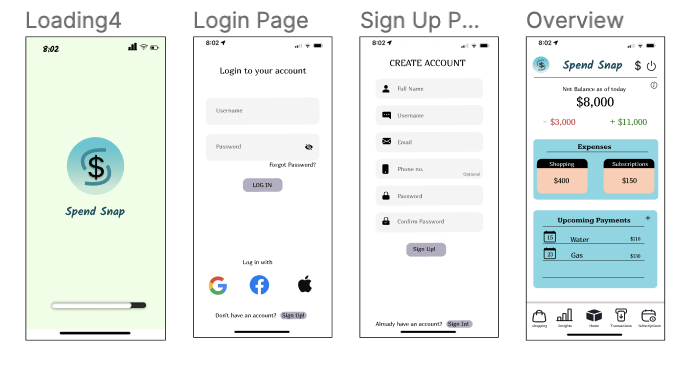 Loading4
8:02
$
Spend Snap
Login Page
8:02
Login to your account
Username
Password
Forgot Password?
LOG IN
Log in with
Don't have an account? Sign Up!
Sign Up P...
8:02
CREATE ACCOUNT
Full Name
Username
Email
Phone no.
Optional
Password
Confirm Password
Sign Up!
Already have an account? Sign In!
Overview
8:02
$ Spend Snap $
Net Balance as of today
$8,000
- $3,000 + $11,000
Expenses
Shopping Subscriptions
$400 $150
Upcoming Payments +
15 Water $110
Gas $130
shopping Insights Home Transactions Subscriptions